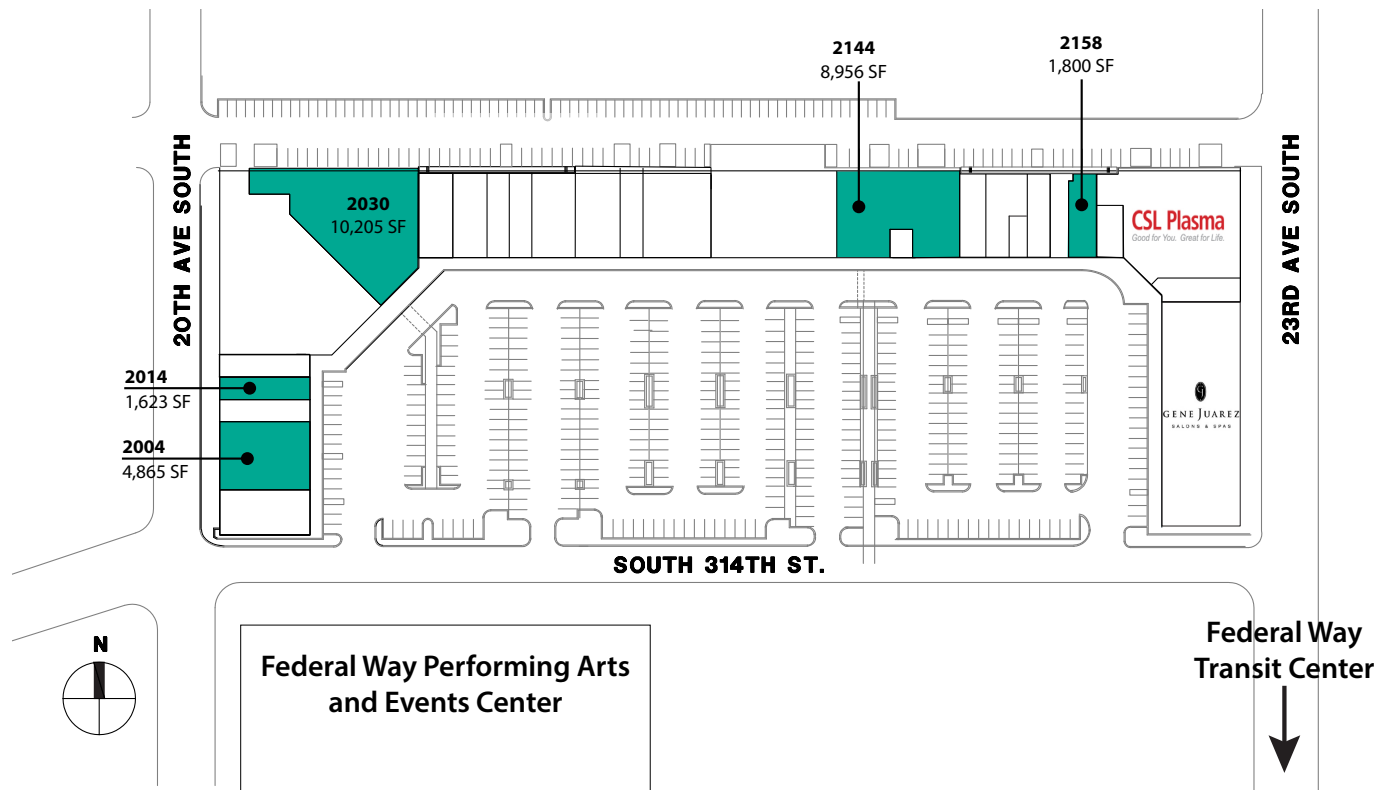 2144
8,956 SF
2158
1,800 SF
20TH AVE SOUTH
23RD AVE SOUTH
2030
10,205 SF
CSL Plasma
Good for You. Great for Life.
2014
1,623 SF
2004
4,865 SF
GENE JUAREZ
SALONS & SPAS
SOUTH 314TH ST.
N
Federal Way Performing Arts
and Events Center
Federal Way
Transit Center